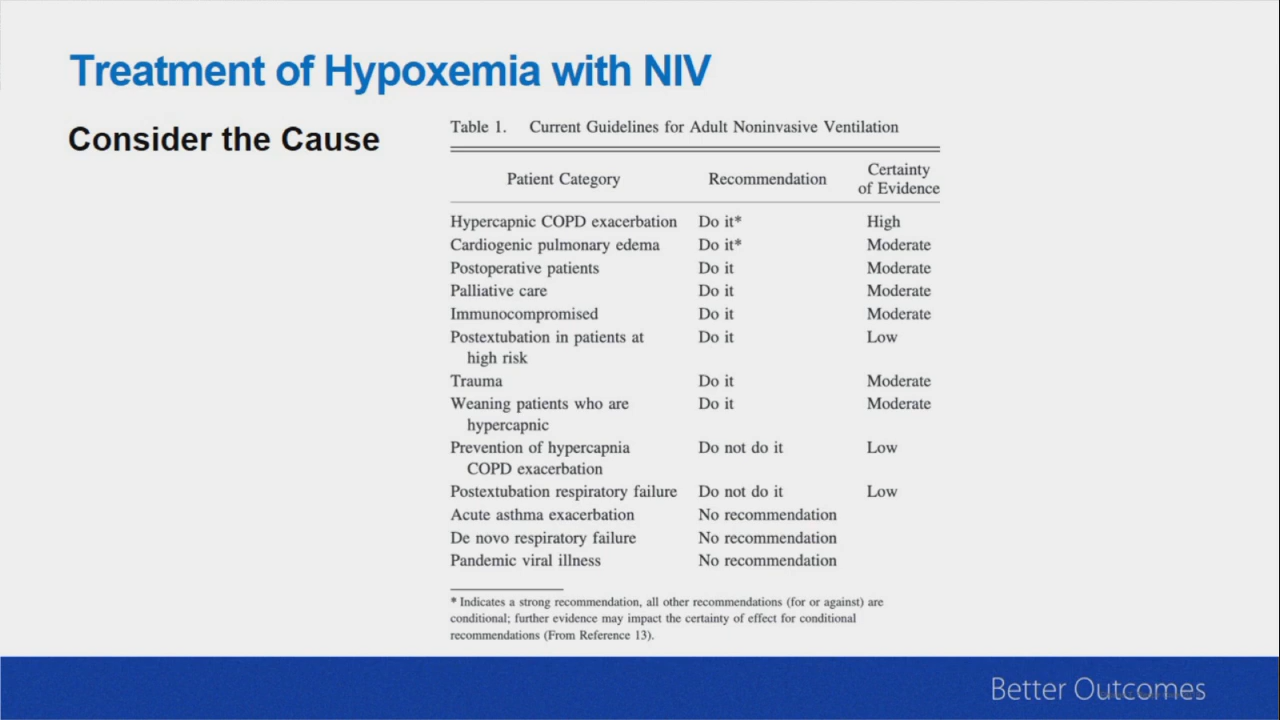 Treatment of Hypoxemia with NIV
Consider the Cause
Table 1. Current Guidelines for Adult Noninvasive Ventilation
Patient Category Recommendation Certainty of Evidence
Hypercapnic COPD exacerbation Do it* High
Cardiogenic pulmonary edema Do it* Moderate
Postoperative patients Do it Moderate
Palliative care Do it Moderate
Immunocompromised Do it Moderate
Postextubation in patients at Do it Low
high risk
Trauma Do it Moderate
Weaning patients who are Do it Moderate
hypercapnic
Prevention of hypercapnia Do not do it Low
COPD exacerbation
Postextubation respiratory failure Do not do it Low
Acute asthma exacerbation No recommendation
De novo respiratory failure No recommendation
Pandemic viral illness No recommendation
* Indicates a strong recommendation, all other recommendations (for or against) are
conditional; further evidence may impact the certainty of effect for conditional
recommendations (From Reference 13).
Better Outcomes